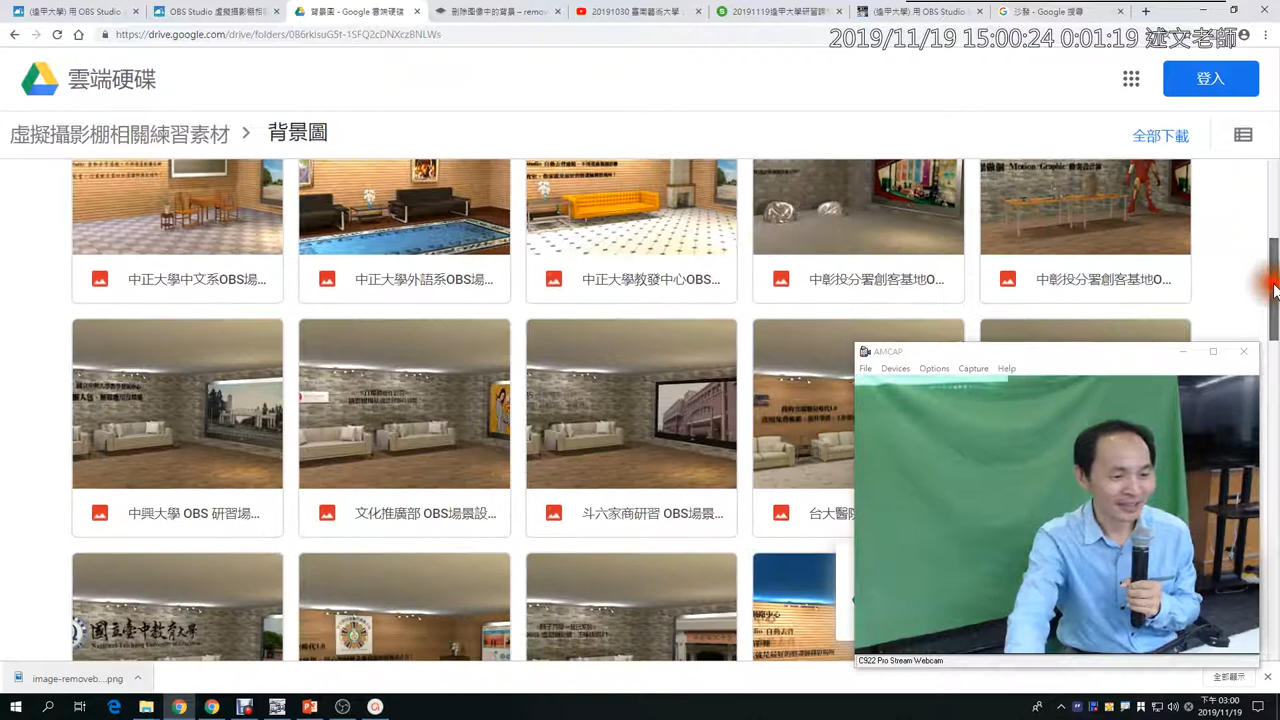 (逢甲大學) 用 OBS Studio
OBS Studio 虛擬攝影棚相
背景圖 - Google 雲端硬碟
刪除圖像中的背景 – remov
20191030 臺南藝術大學
20191119逢甲大學研習課
(逢甲大學) 用 OBS Studio
沙發 - Google 搜尋
2019/11/19 15:00:24 0:01:19 述文老師
雲端硬碟
登入
虛擬攝影棚相關練習素材
背景圖
全部下載
中正大學中文系OBS場...
中正大學外語系OBS場...
中正大學教發中心OBS...
中彰投分署創客基地O...
中彰投分署創客基地O...
AMCAP
File Devices Options Capture Help
中興大學 OBS 研習場...
文化推廣部 OBS場景設...
斗六家商研習 OBS場景...
台大醫院
國立臺中教育大學
C922 Pro Stream Webcam
image-removeb....png
全部顯示
下午 03:00
2019/11/19